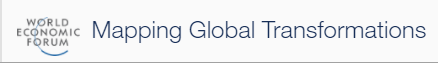 WORLD
ECONOMIC
FORUM
Mapping Global Transformations